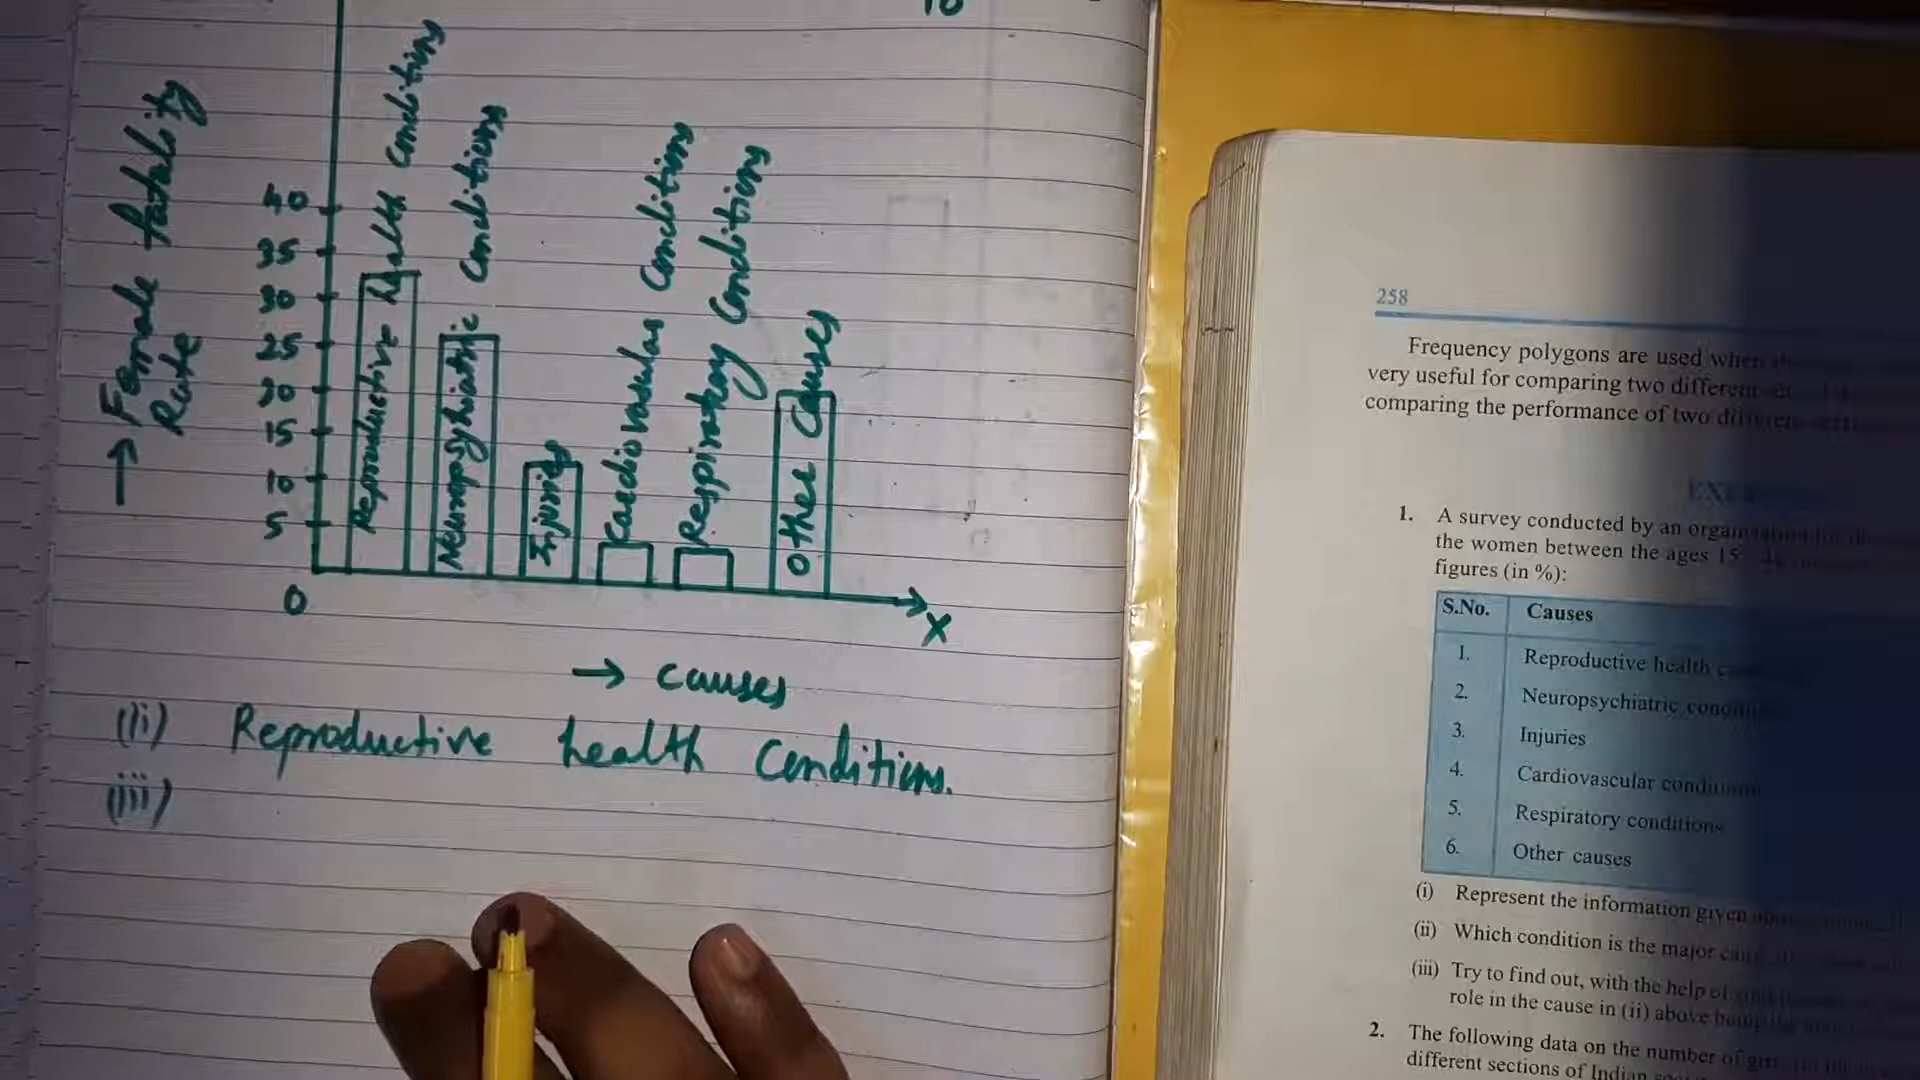 10
→ Female fatality
Rate
40
35
30
25
20
15
10
5
0
Reproductive health conditions
Neuropsyhiatric conditions
Injuries
Cardiovascular Conditions
Respiratory Conditions
Other Causes
X
→ causes
(ii) Reproductive health Conditions.
(iii)
258
Frequency polygons are used when
very useful for comparing two different
comparing the performance of two different
1. A survey conducted by an organisation for the
the women between the ages 15
figures (in %):
S.No. Causes
1. Reproductive health
2. Neuropsychiatric
3. Injuries
4. Cardiovascular
5. Respiratory conditions
6. Other causes
(i) Represent the information given
(ii) Which condition is the major
(iii) Try to find out, with the help of
role in the cause in (ii) above being the
2. The following data on the number of
different sections of Indian